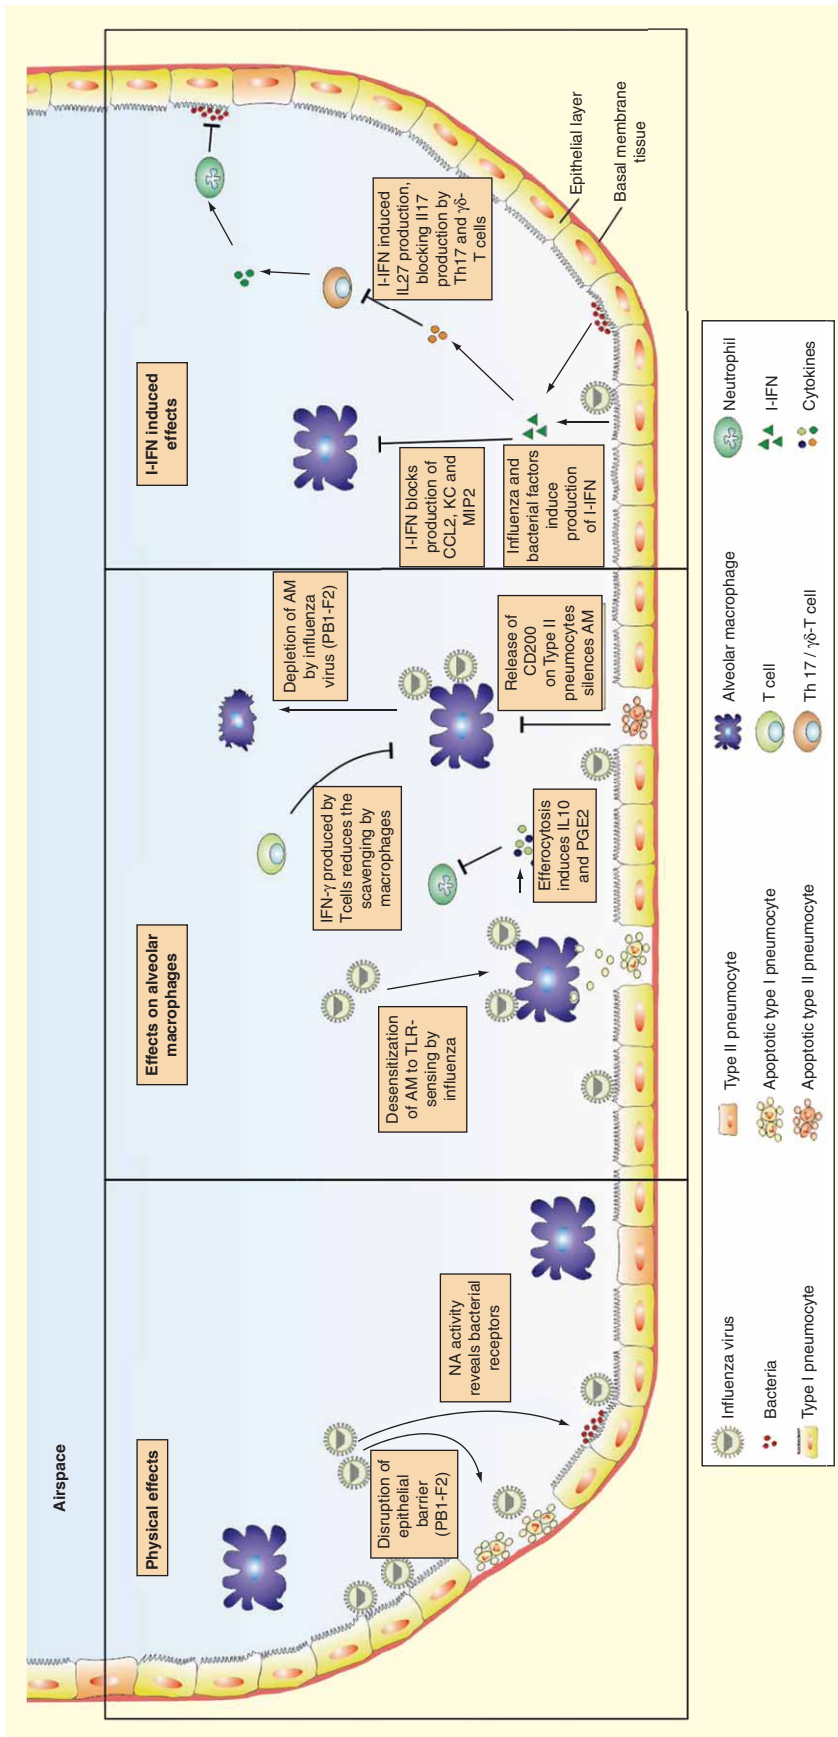 Airspace
Physical effects
Disruption of
epithelial
barrier
(PB1-F2)
NA activity
reveals bacterial
receptors
Effects on alveolar
macrophages
Desensitization
of AM to TLR-
sensing by
influenza
IFN-γ produced by
Tcells reduces the
scavenging by
macrophages
Efferocytosis
induces IL10
and PGE2
Depletion of AM
by influenza
virus (PB1-F2)
Release of
CD200
on Type II
pneumocytes
silences AM
I-IFN induced
effects
I-IFN blocks
production of
CCL2, KC and
MIP2
Influenza and
bacterial factors
induce
production
of I-IFN
I-IFN induced
IL27 production,
blocking Il17
production by
Th17 and γδ-
T cells
Epithelial layer
Basal membrane
tissue
Influenza virus
Bacteria
Type I pneumocyte
Type II pneumocyte
Apoptotic type I pneumocyte
Apoptotic type II pneumocyte
Alveolar macrophage
T cell
Th 17 / γδ-T cell
Neutrophil
I-IFN
Cytokines